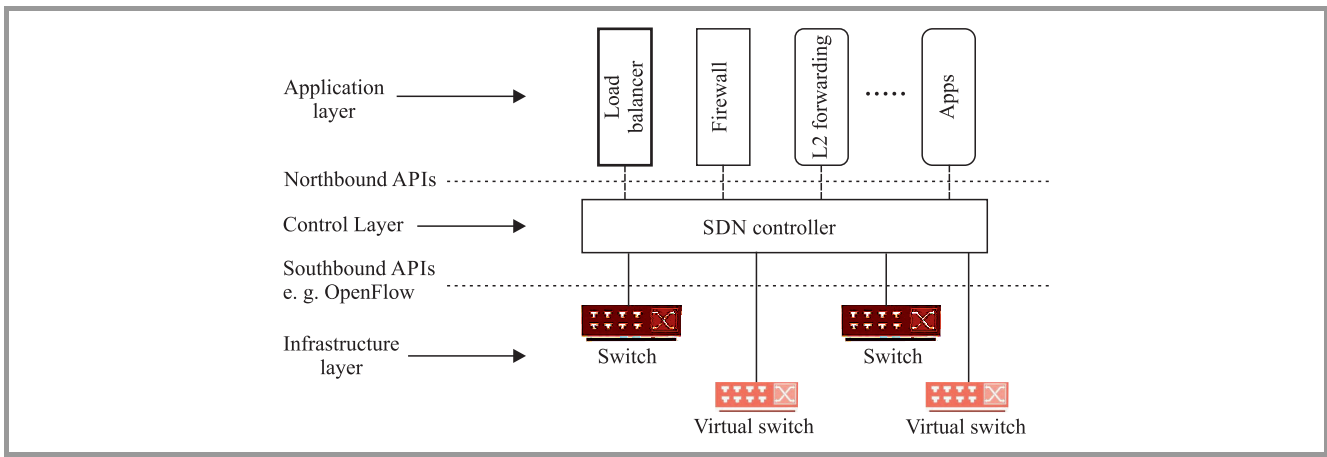 Application
layer
Load
balancer
Firewall
L2 forwarding
.....
Apps
Northbound APIs
Control Layer
SDN controller
Southbound APIs
e. g. OpenFlow
Switch
Switch
Infrastructure
layer
Virtual switch
Virtual switch